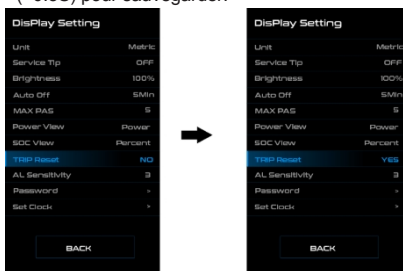 (<0.3S) pour sauvegarder.
DisPlay Setting
Unit Metric
Service Tip OFF
Brightness 100%
Auto Off 5Min
MAX PAS 5
Power View Power
SOC View Percent
TRIP Reset NO
AL Sensitivity 3
Password >
Set Clock >
BACK
DisPlay Setting
Unit Metric
Service Tip OFF
Brightness 100%
Auto Off 5Min
MAX PAS 5
Power View Power
SOC View Percent
TRIP Reset YES
AL Sensitivity 3
Password >
Set Clock >
BACK